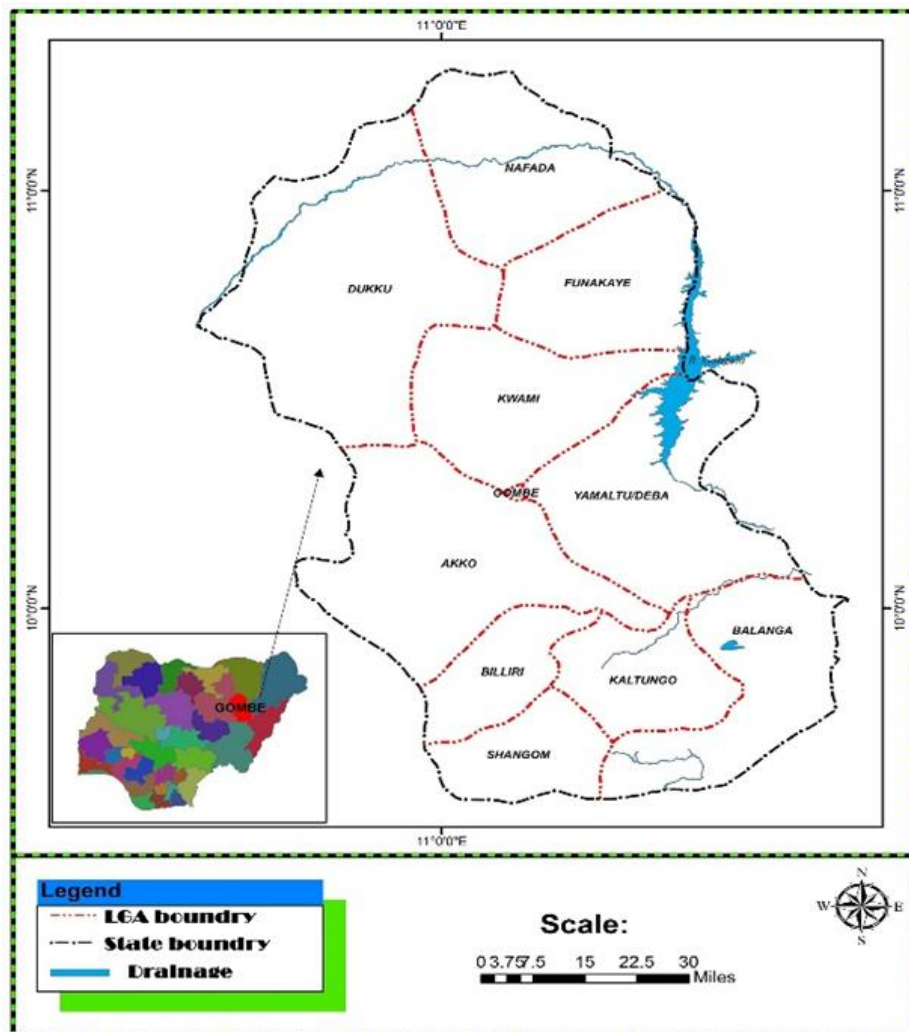 11°0'0"E
11°0'0"N
11°0'0"N
NAFADA
DUKKU
FUNAKAYE
KWAMI
GOMBE
YAMALTU/DEBA
AKKO
10°0'0"N
10°0'0"N
BALANGA
BILLIRI
KALTUNGO
GOMBE
SHANGOM
11°0'0"E
Legend
LGA boundry
State boundry
Drainage
Scale:
0 3.75 7.5 15 22.5 30
Miles
N
W E
S